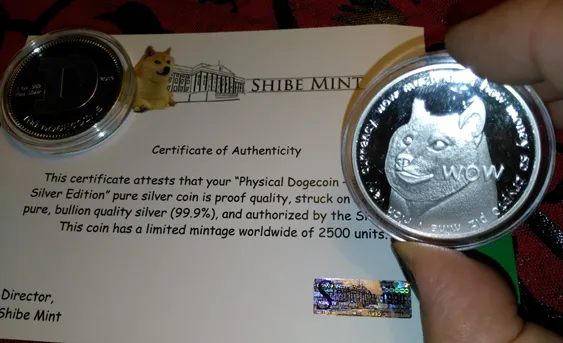 SHIBE MINT
Certificate of Authenticity
This certificate attests that your "Physical Dogecoin -
Silver Edition" pure silver coin is proof quality, struck on
pure, bullion quality silver (99.9%), and authorized by the S
This coin has a limited mintage worldwide of 2500 units.
Director,
Shibe Mint
D
DOGECOINS
wow